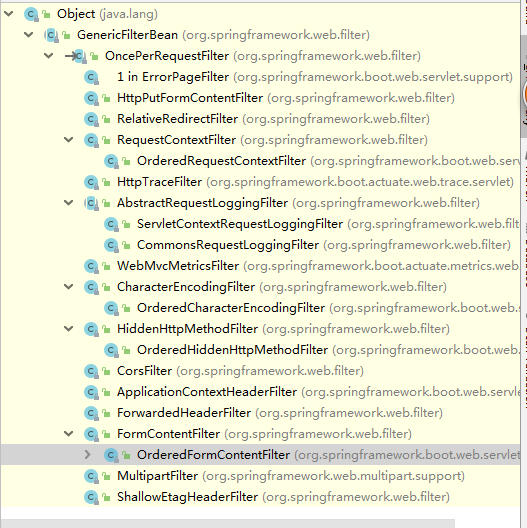 Object (java.lang)
GenericFilterBean (org.springframework.web.filter)
OncePerRequestFilter (org.springframework.web.filter)
1 in ErrorPageFilter (org.springframework.boot.web.servlet.support)
HttpPutFormContentFilter (org.springframework.web.filter)
RelativeRedirectFilter (org.springframework.web.filter)
RequestContextFilter (org.springframework.web.filter)
OrderedRequestContextFilter (org.springframework.boot.web.serv
HttpTraceFilter (org.springframework.boot.actuate.web.trace.servlet)
AbstractRequestLoggingFilter (org.springframework.web.filter)
ServletContextRequestLoggingFilter (org.springframework.web.f
CommonsRequestLoggingFilter (org.springframework.web.filter)
WebMvcMetricsFilter (org.springframework.boot.actuate.metrics.web
CharacterEncodingFilter (org.springframework.web.filter)
OrderedCharacterEncodingFilter (org.springframework.boot.web.
HiddenHttpMethodFilter (org.springframework.web.filter)
OrderedHiddenHttpMethodFilter (org.springframework.boot.web.
CorsFilter (org.springframework.web.filter)
ApplicationContextHeaderFilter (org.springframework.boot.web.servle
ForwardedHeaderFilter (org.springframework.web.filter)
FormContentFilter (org.springframework.web.filter)
OrderedFormContentFilter (org.springframework.boot.web.servlet
MultipartFilter (org.springframework.web.multipart.support)
ShallowEtagHeaderFilter (org.springframework.web.filter)